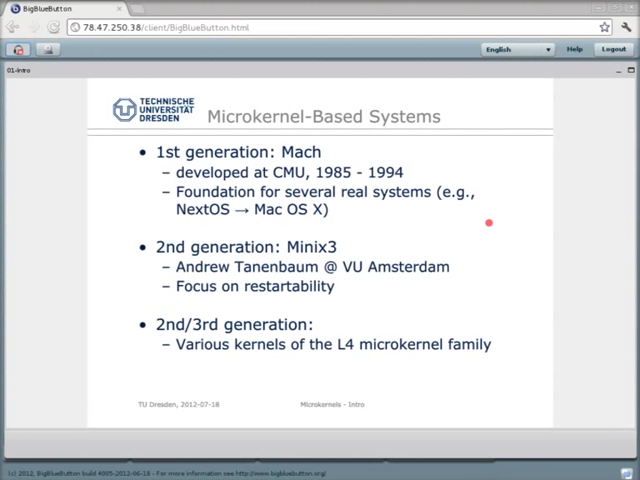 BigBlueButton
78.47.250.38/client/BigBlueButton.html
English
Help
Logout
01-Intro
TECHNISCHE
UNIVERSITÄT
DRESDEN
Microkernel-Based Systems
• 1st generation: Mach
– developed at CMU, 1985 - 1994
– Foundation for several real systems (e.g.,
NextOS → Mac OS X)
• 2nd generation: Minix3
– Andrew Tanenbaum @ VU Amsterdam
– Focus on restartability
• 2nd/3rd generation:
– Various kernels of the L4 microkernel family
TU Dresden, 2012-07-18
Microkernels - Intro
(c) 2012, BigBlueButton build 4005-2012-06-18 - For more information see http://www.bigbluebutton.org/